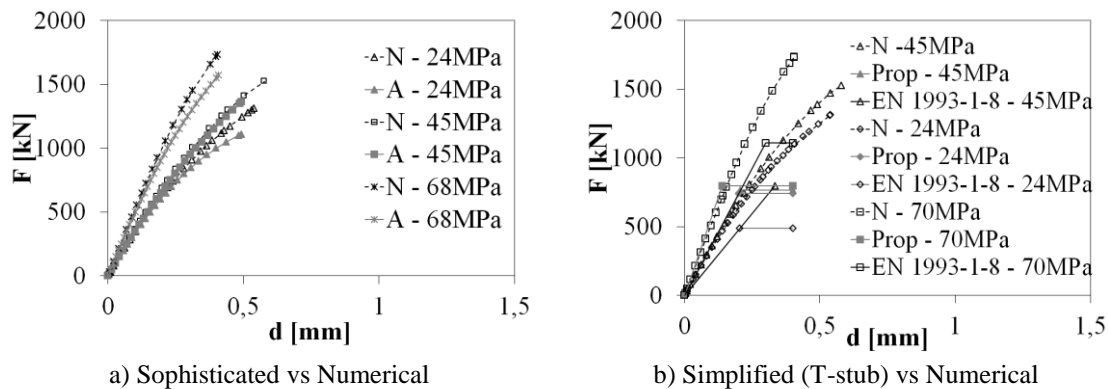 2000
1500
1000
500
0
F [kN]
0
0,5
1
1,5
d [mm]
N - 24MPa
A - 24MPa
N - 45MPa
A - 45MPa
N - 68MPa
A - 68MPa
a) Sophisticated vs Numerical
2000
1500
1000
500
0
F [kN]
0
0,5
1
1,5
d [mm]
N -45MPa
Prop - 45MPa
EN 1993-1-8 - 45MPa
N - 24MPa
Prop - 24MPa
EN 1993-1-8 - 24MPa
N - 70MPa
Prop - 70MPa
EN 1993-1-8 - 70MPa
b) Simplified (T-stub) vs Numerical